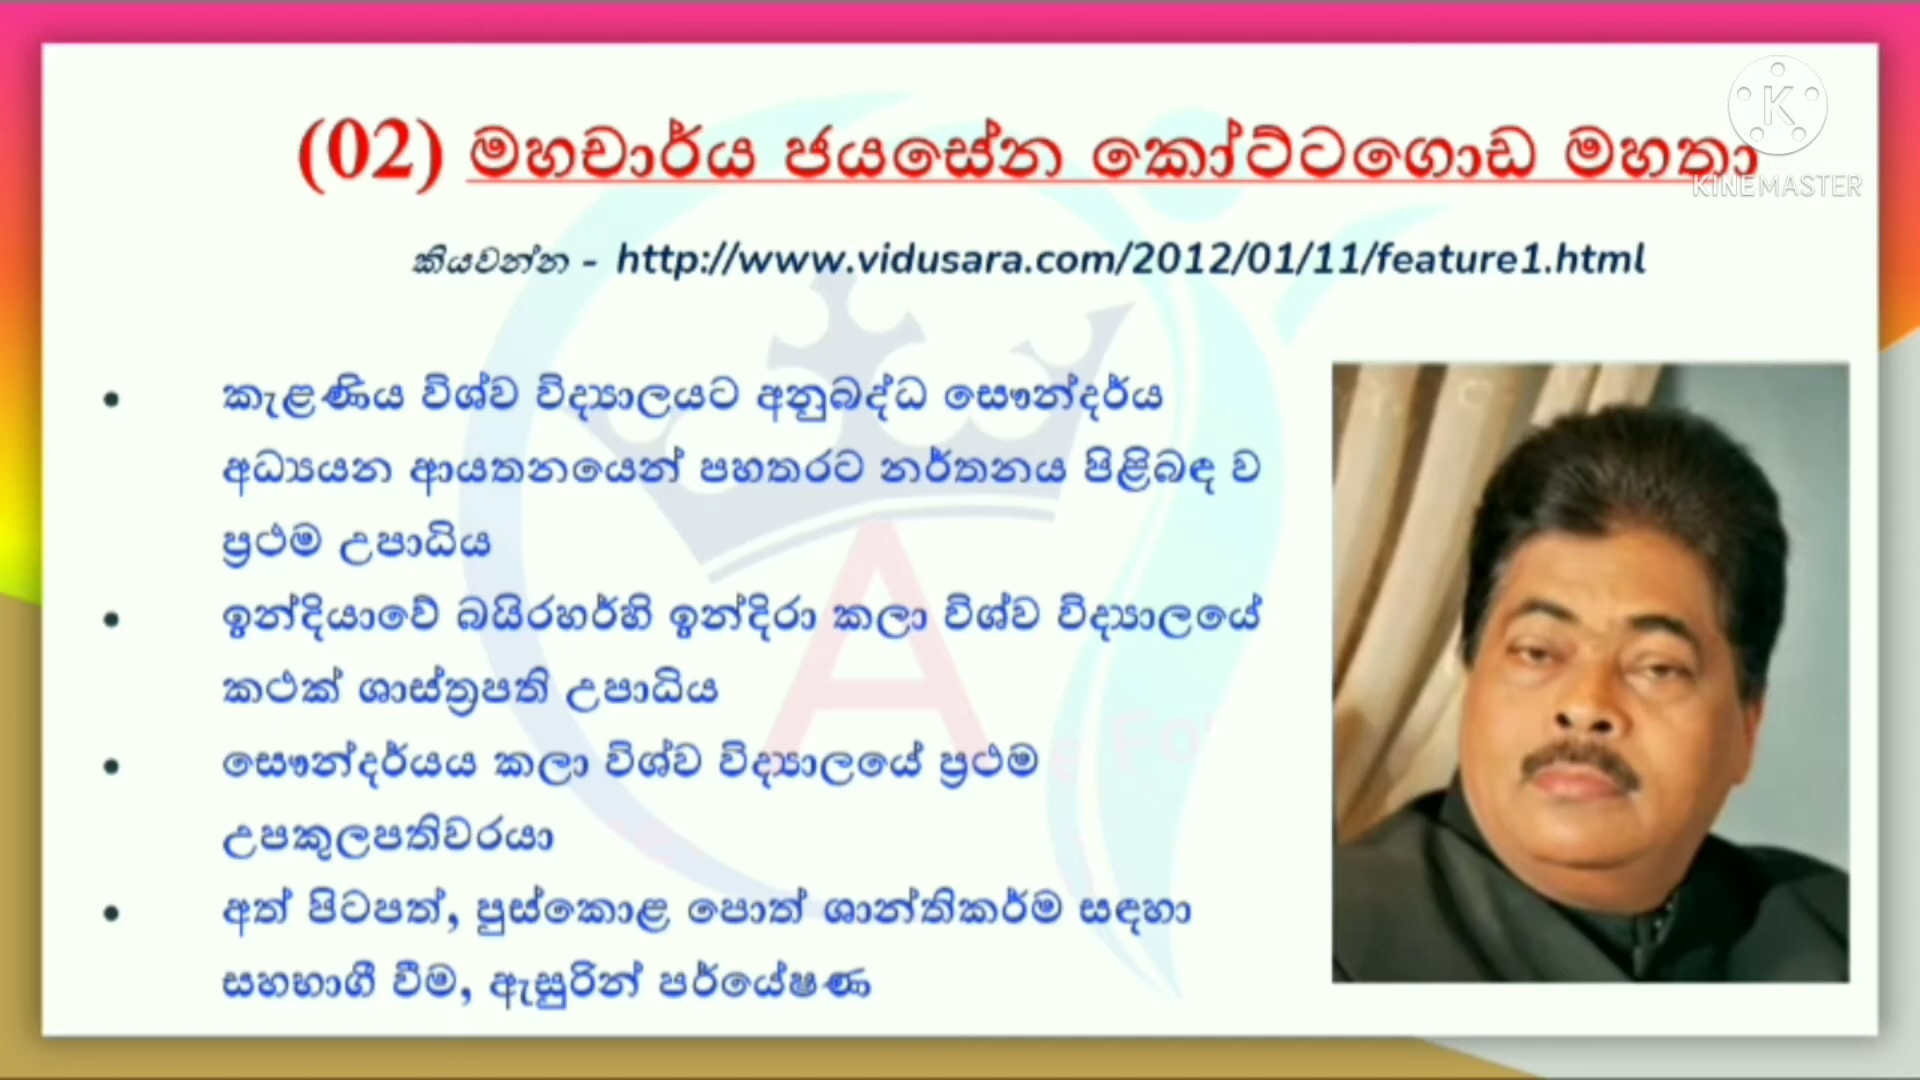 (02) මහචාර්ය ජයසේන කෝට්ටගොඩ මහතා
KINEMASTER
කියවන්න - http://www.vidusara.com/2012/01/11/feature1.html
• කැළණිය විශ්ව විද්‍යාලයට අනුබද්ධ සෞන්දර්ය
අධ්‍යයන ආයතනයෙන් පහතරට නර්තනය පිළිබඳ ව
ප්‍රථම උපාධිය
• ඉන්දියාවේ බයිරහර්හි ඉන්දිරා කලා විශ්ව විද්‍යාලයේ
කථක් ශාස්ත්‍රපති උපාධිය
• සෞන්දර්යය කලා විශ්ව විද්‍යාලයේ ප්‍රථම
උපකුලපතිවරයා
• අත් පිටපත්, පුස්කොළ පොත් ශාන්තිකර්ම සඳහා
සහභාගී වීම, ඇසුරින් පර්යේෂණ